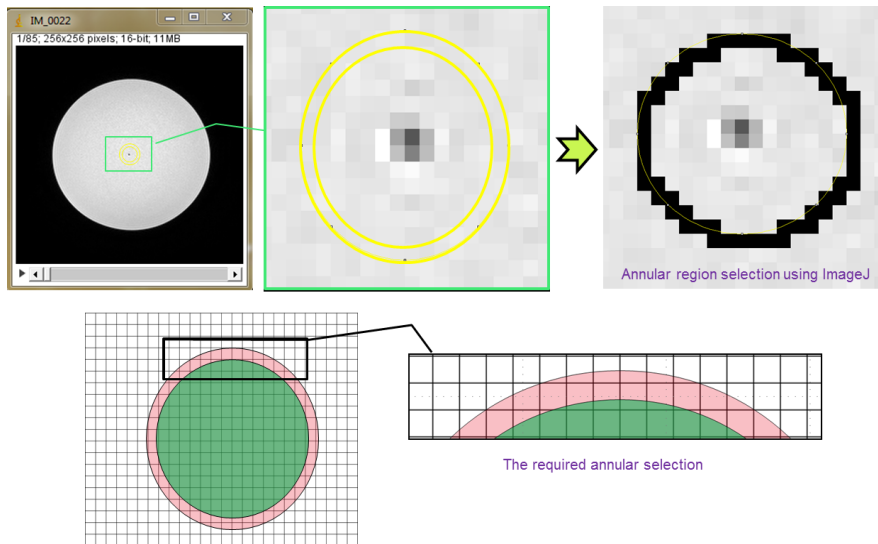 IM_0022
1/85; 256x256 pixels; 16-bit; 11MB
Annular region selection using ImageJ
The required annular selection